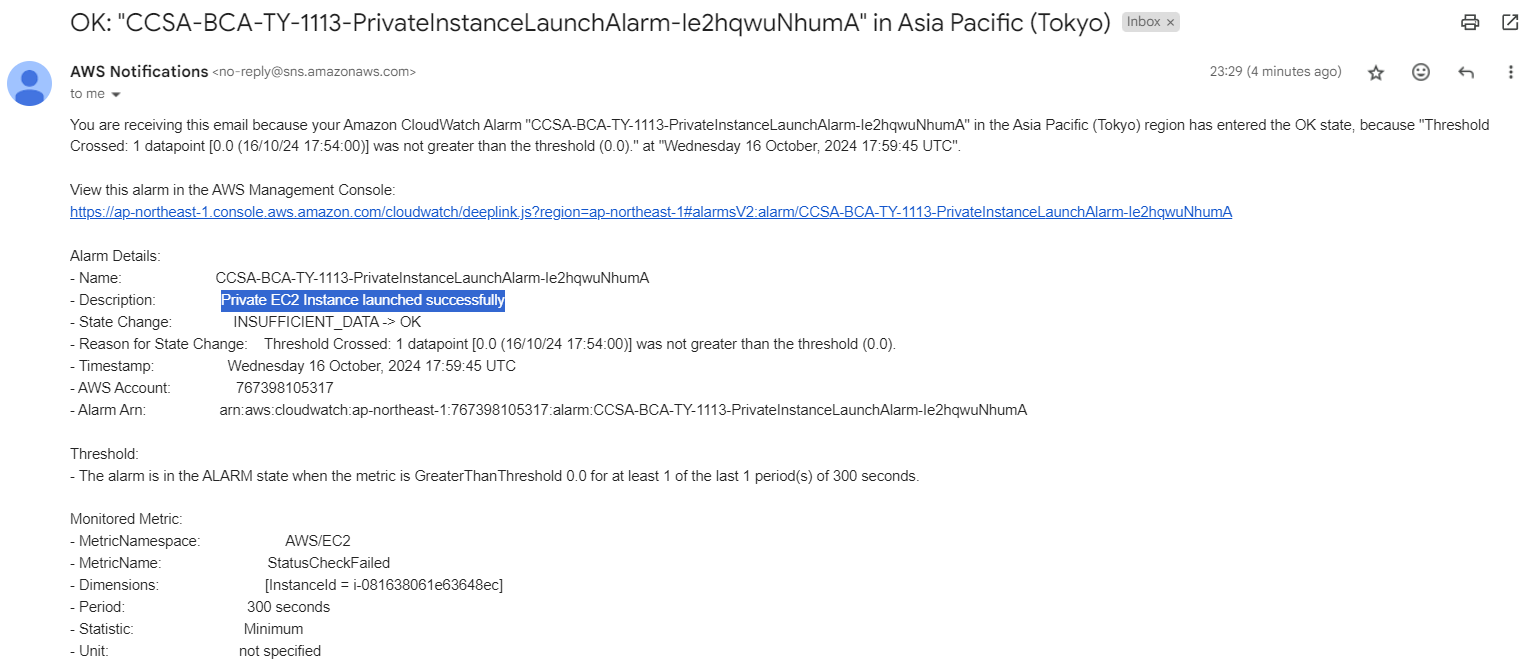 OK: "CCSA-BCA-TY-1113-PrivateInstanceLaunchAlarm-Ie2hqwuNhumA" in Asia Pacific (Tokyo) Inbox ×
AWS Notifications <no-reply@sns.amazonaws.com> 23:29 (4 minutes ago)
to me
You are receiving this email because your Amazon CloudWatch Alarm "CCSA-BCA-TY-1113-PrivateInstanceLaunchAlarm-Ie2hqwuNhumA" in the Asia Pacific (Tokyo) region has entered the OK state, because "Threshold
Crossed: 1 datapoint [0.0 (16/10/24 17:54:00)] was not greater than the threshold (0.0)." at "Wednesday 16 October, 2024 17:59:45 UTC".
View this alarm in the AWS Management Console:
https://ap-northeast-1.console.aws.amazon.com/cloudwatch/deeplink.js?region=ap-northeast-1#alarmsV2:alarm/CCSA-BCA-TY-1113-PrivateInstanceLaunchAlarm-Ie2hqwuNhumA
Alarm Details:
- Name: CCSA-BCA-TY-1113-PrivateInstanceLaunchAlarm-Ie2hqwuNhumA
- Description: Private EC2 Instance launched successfully
- State Change: INSUFFICIENT_DATA -> OK
- Reason for State Change: Threshold Crossed: 1 datapoint [0.0 (16/10/24 17:54:00)] was not greater than the threshold (0.0).
- Timestamp: Wednesday 16 October, 2024 17:59:45 UTC
- AWS Account: 767398105317
- Alarm Arn: arn:aws:cloudwatch:ap-northeast-1:767398105317:alarm:CCSA-BCA-TY-1113-PrivateInstanceLaunchAlarm-Ie2hqwuNhumA
Threshold:
- The alarm is in the ALARM state when the metric is GreaterThanThreshold 0.0 for at least 1 of the last 1 period(s) of 300 seconds.
Monitored Metric:
- MetricNamespace: AWS/EC2
- MetricName: StatusCheckFailed
- Dimensions: [InstanceId = i-081638061e63648ec]
- Period: 300 seconds
- Statistic: Minimum
- Unit: not specified